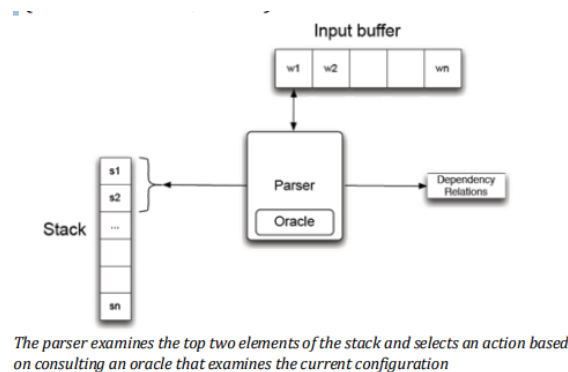 Input buffer
w1 w2 wn
s1
s2
...
sn
Stack
Parser
Oracle
Dependency
Relations
The parser examines the top two elements of the stack and selects an action based
on consulting an oracle that examines the current configuration